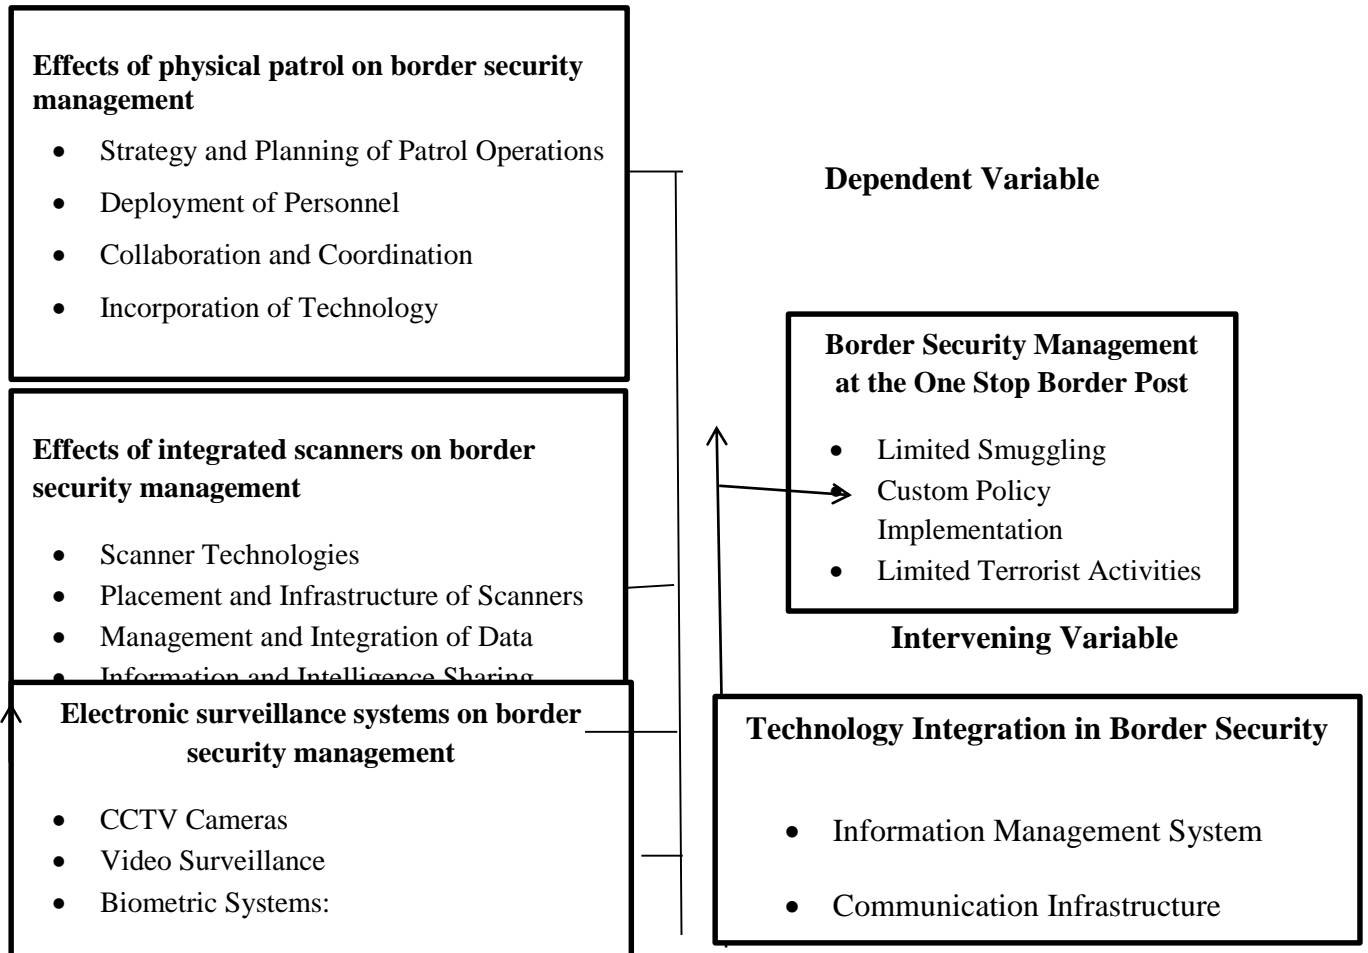 Effects of physical patrol on border security
management
• Strategy and Planning of Patrol Operations
• Deployment of Personnel
• Collaboration and Coordination
• Incorporation of Technology
Effects of integrated scanners on border
security management
• Scanner Technologies
• Placement and Infrastructure of Scanners
• Management and Integration of Data
• Information and Intelligence Sharing
Electronic surveillance systems on border
security management
• CCTV Cameras
• Video Surveillance
• Biometric Systems:
Dependent Variable
Border Security Management
at the One Stop Border Post
• Limited Smuggling
• Custom Policy
Implementation
• Limited Terrorist Activities
Intervening Variable
Technology Integration in Border Security
• Information Management System
• Communication Infrastructure